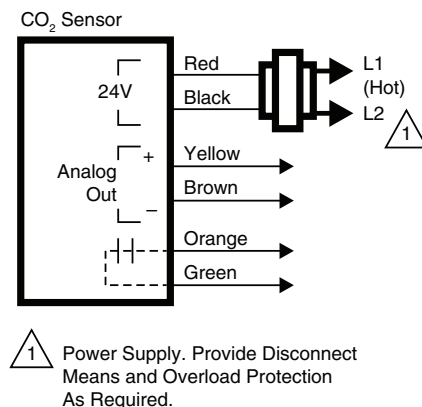 CO2 Sensor
Red
24V
Black
L1
(Hot)
L2
1
+
Analog
Out
–
Yellow
Brown
Orange
Green
1 Power Supply. Provide Disconnect
Means and Overload Protection
As Required.